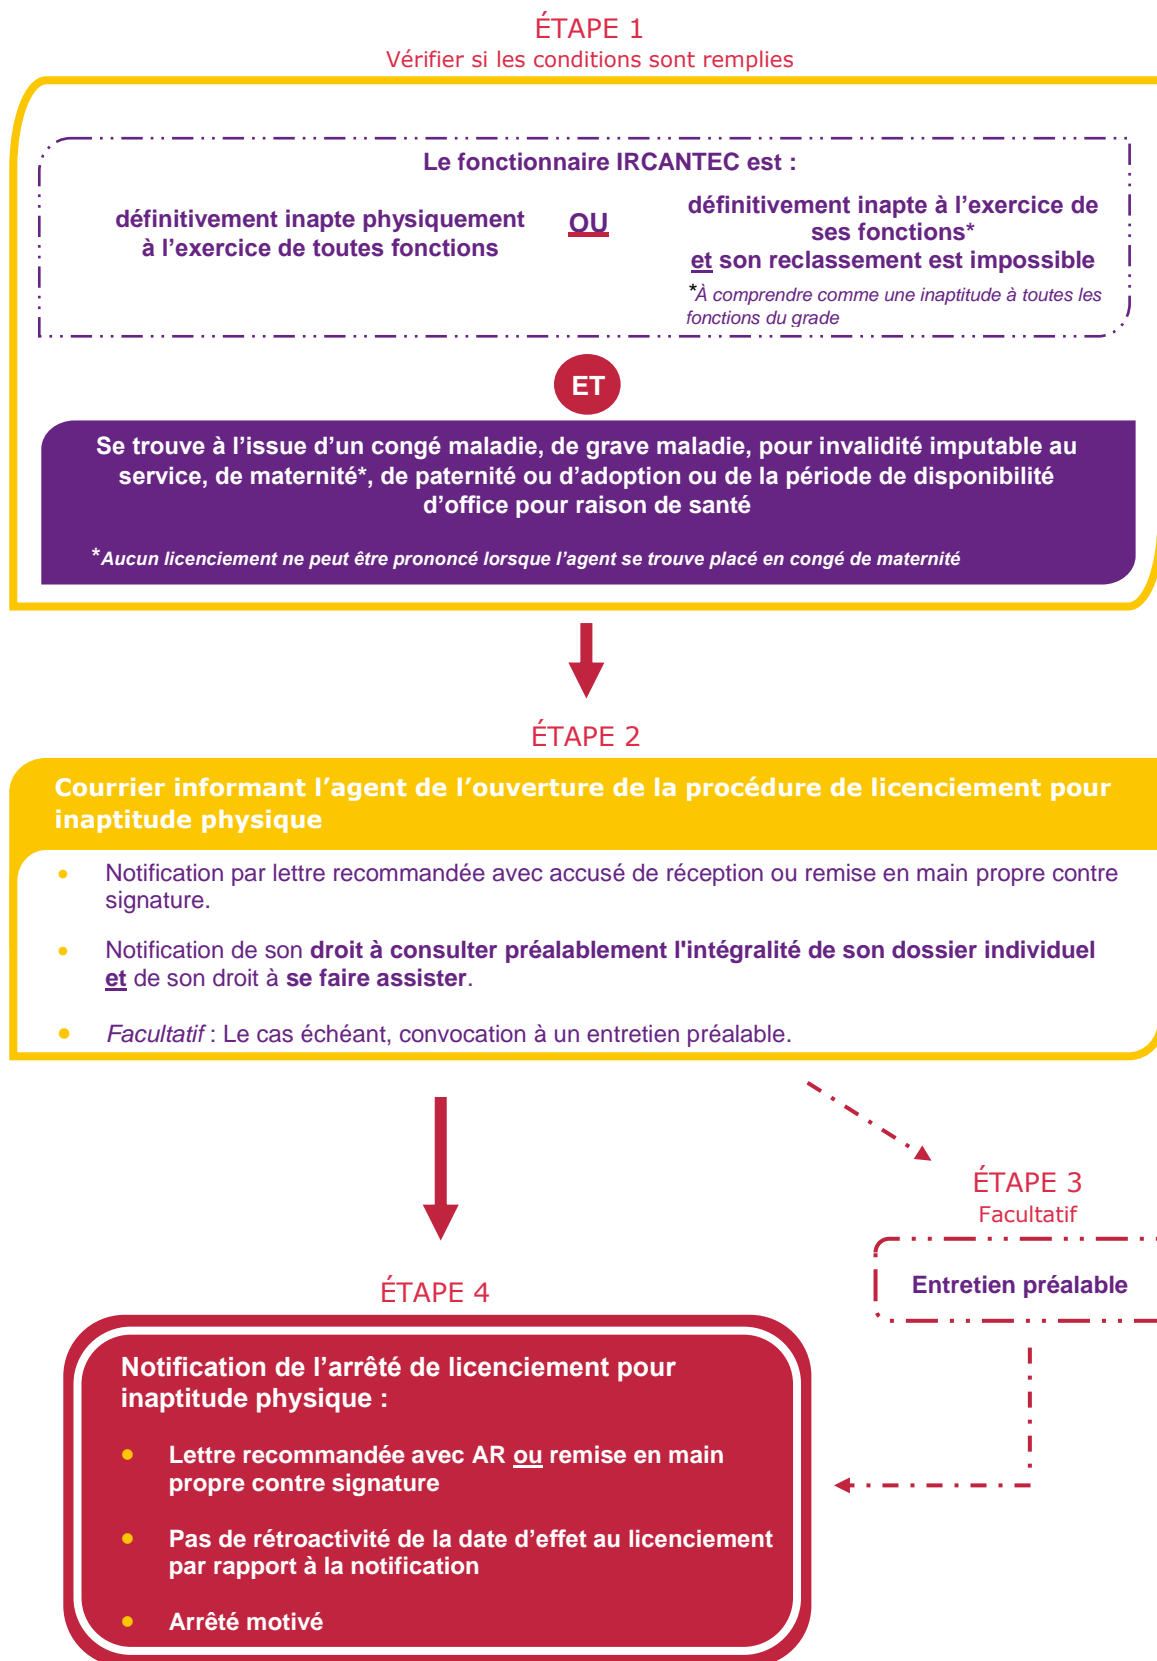 ÉTAPE 1
Vérifier si les conditions sont remplies
Le fonctionnaire IRCANTEC est :
définitivement inapte physiquement
à l’exercice de toutes fonctions
OU
définitivement inapte à l’exercice de
ses fonctions*
et son reclassement est impossible
*À comprendre comme une inaptitude à toutes les
fonctions du grade
ET
Se trouve à l’issue d’un congé maladie, de grave maladie, pour invalidité imputable au
service, de maternité*, de paternité ou d’adoption ou de la période de disponibilité
d’office pour raison de santé
*Aucun licenciement ne peut être prononcé lorsque l’agent se trouve placé en congé de maternité
ÉTAPE 2
Courrier informant l’agent de l’ouverture de la procédure de licenciement pour
inaptitude physique
• Notification par lettre recommandée avec accusé de réception ou remise en main propre contre
signature.
• Notification de son droit à consulter préalablement l'intégralité de son dossier individuel
et de son droit à se faire assister.
• Facultatif : Le cas échéant, convocation à un entretien préalable.
ÉTAPE 3
Facultatif
Entretien préalable
ÉTAPE 4
Notification de l’arrêté de licenciement pour
inaptitude physique :
• Lettre recommandée avec AR ou remise en main
propre contre signature
• Pas de rétroactivité de la date d’effet au licenciement
par rapport à la notification
• Arrêté motivé